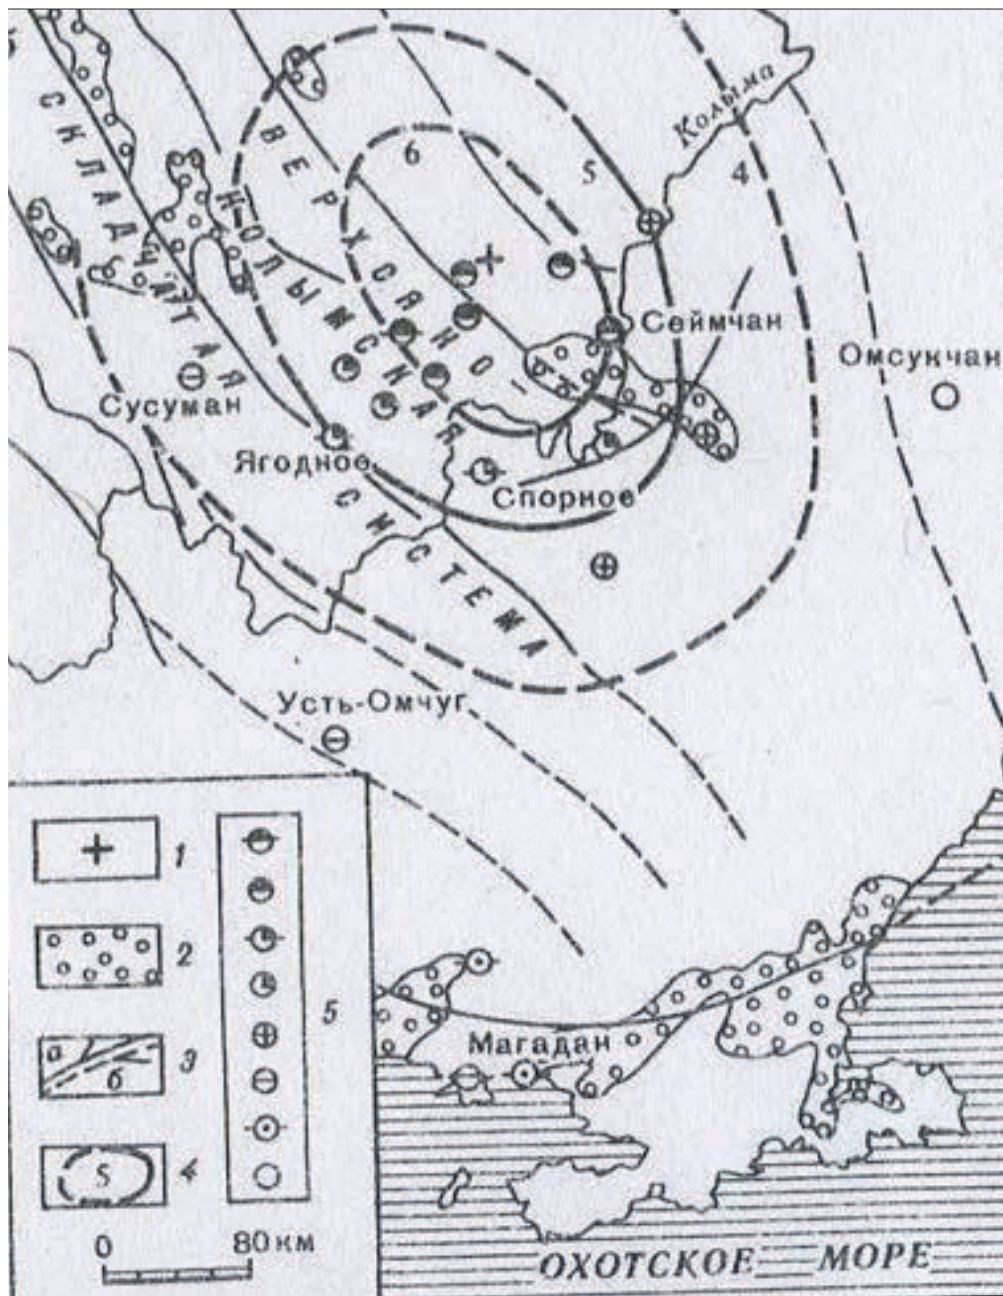 Колыма
6
5
4
СКЛАДЧАТАЯ
ВЕРХОЯНО-
КОЛЫМСКАЯ
СИСТЕМА
Сеймчан
Омсукчан
Сусуман
Ягодное
Спорное
Усть-Омчуг
1
2
а
б
3
5
4
5
0
80 км
Магадан
ОХОТСКОЕ МОРЕ